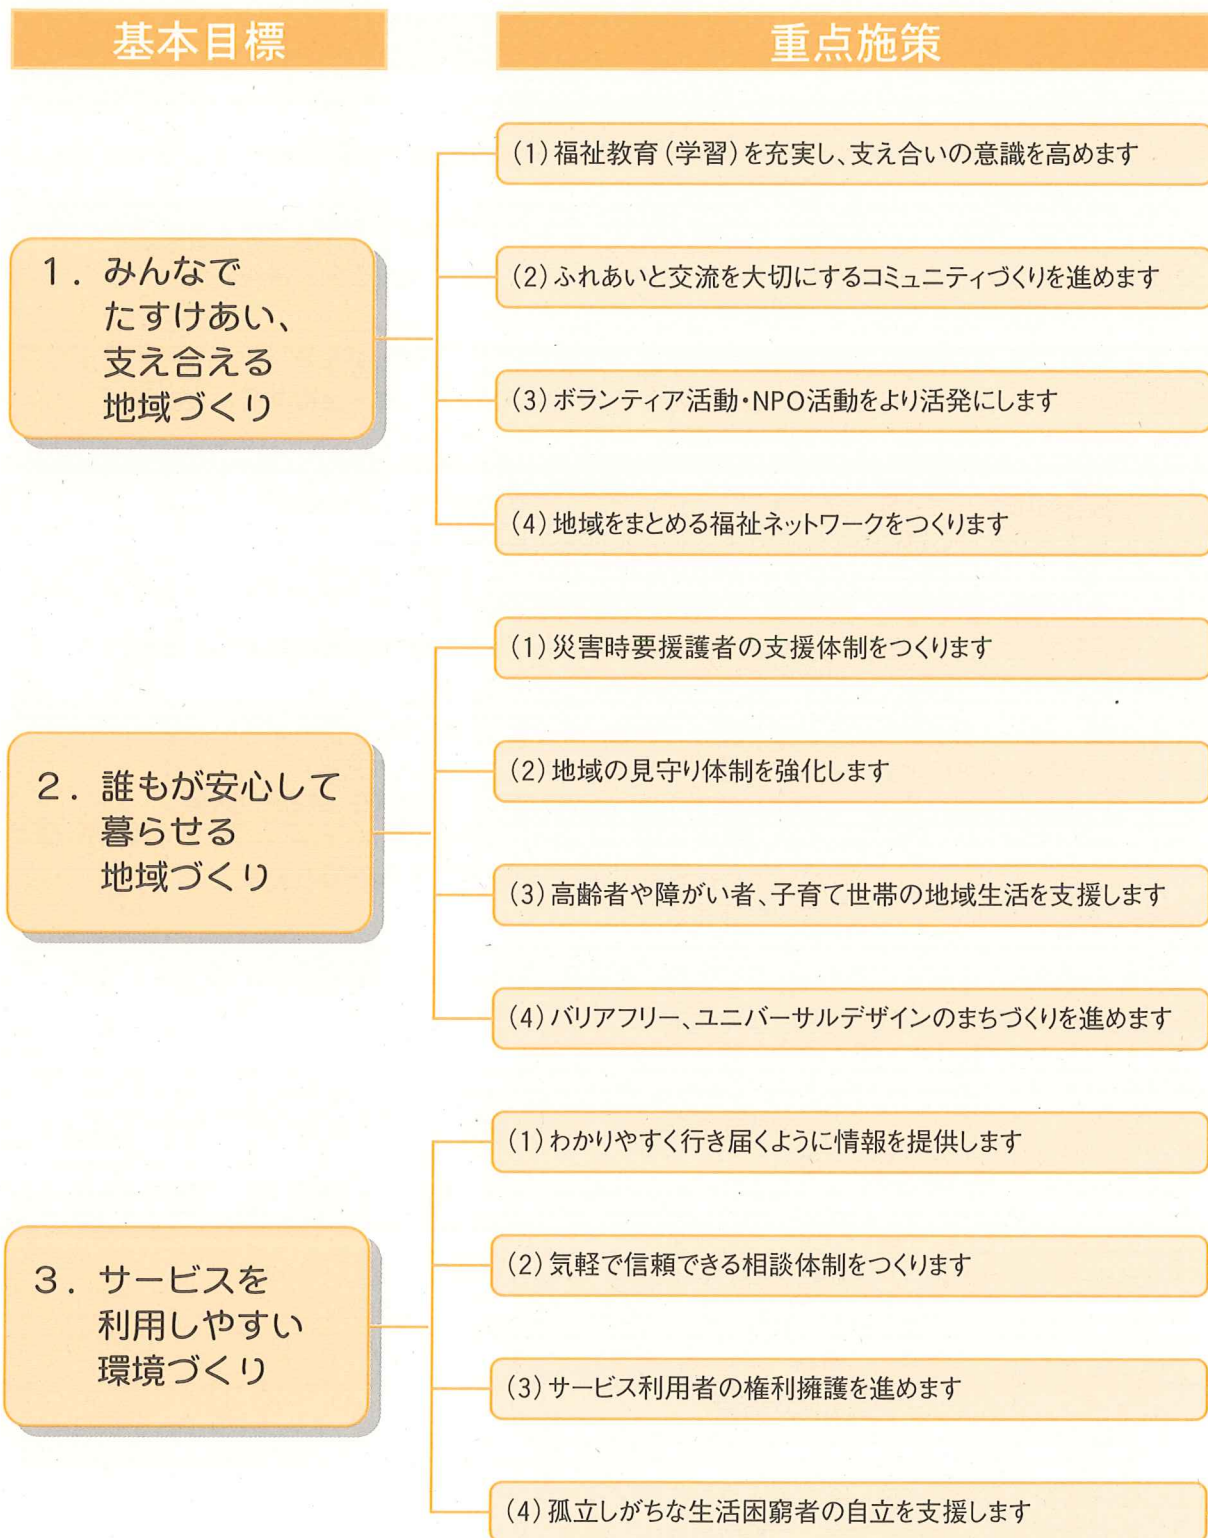 基本目標
重点施策
1. みんなで
たすけあい、
支え合える
地域づくり
(1)福祉教育(学習)を充実し、支え合いの意識を高めます
(2)ふれあいと交流を大切にするコミュニティづくりを進めます
(3)ボランティア活動・NPO活動をより活発にします
(4)地域をまとめる福祉ネットワークをつくります
2. 誰もが安心して
暮らせる
地域づくり
(1)災害時要援護者の支援体制をつくります
(2)地域の見守り体制を強化します
(3)高齢者や障がい者、子育て世帯の地域生活を支援します
(4)バリアフリー、ユニバーサルデザインのまちづくりを進めます
3. サービスを
利用しやすい
環境づくり
(1)わかりやすく行き届くように情報を提供します
(2)気軽で信頼できる相談体制をつくります
(3)サービス利用者の権利擁護を進めます
(4)孤立しがちな生活困窮者の自立を支援します